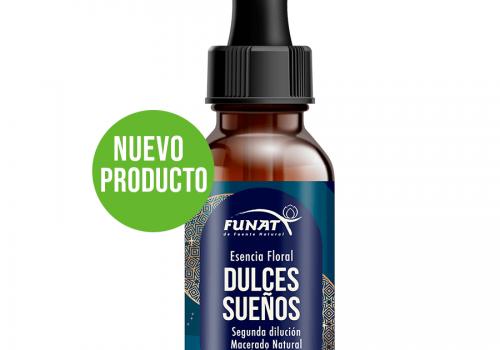 NUEVO
PRODUCTO
FUNAT
de Fuente Natural
Esencia Floral
DULCES
SUEÑOS
Segunda dilución
Macerado Natural